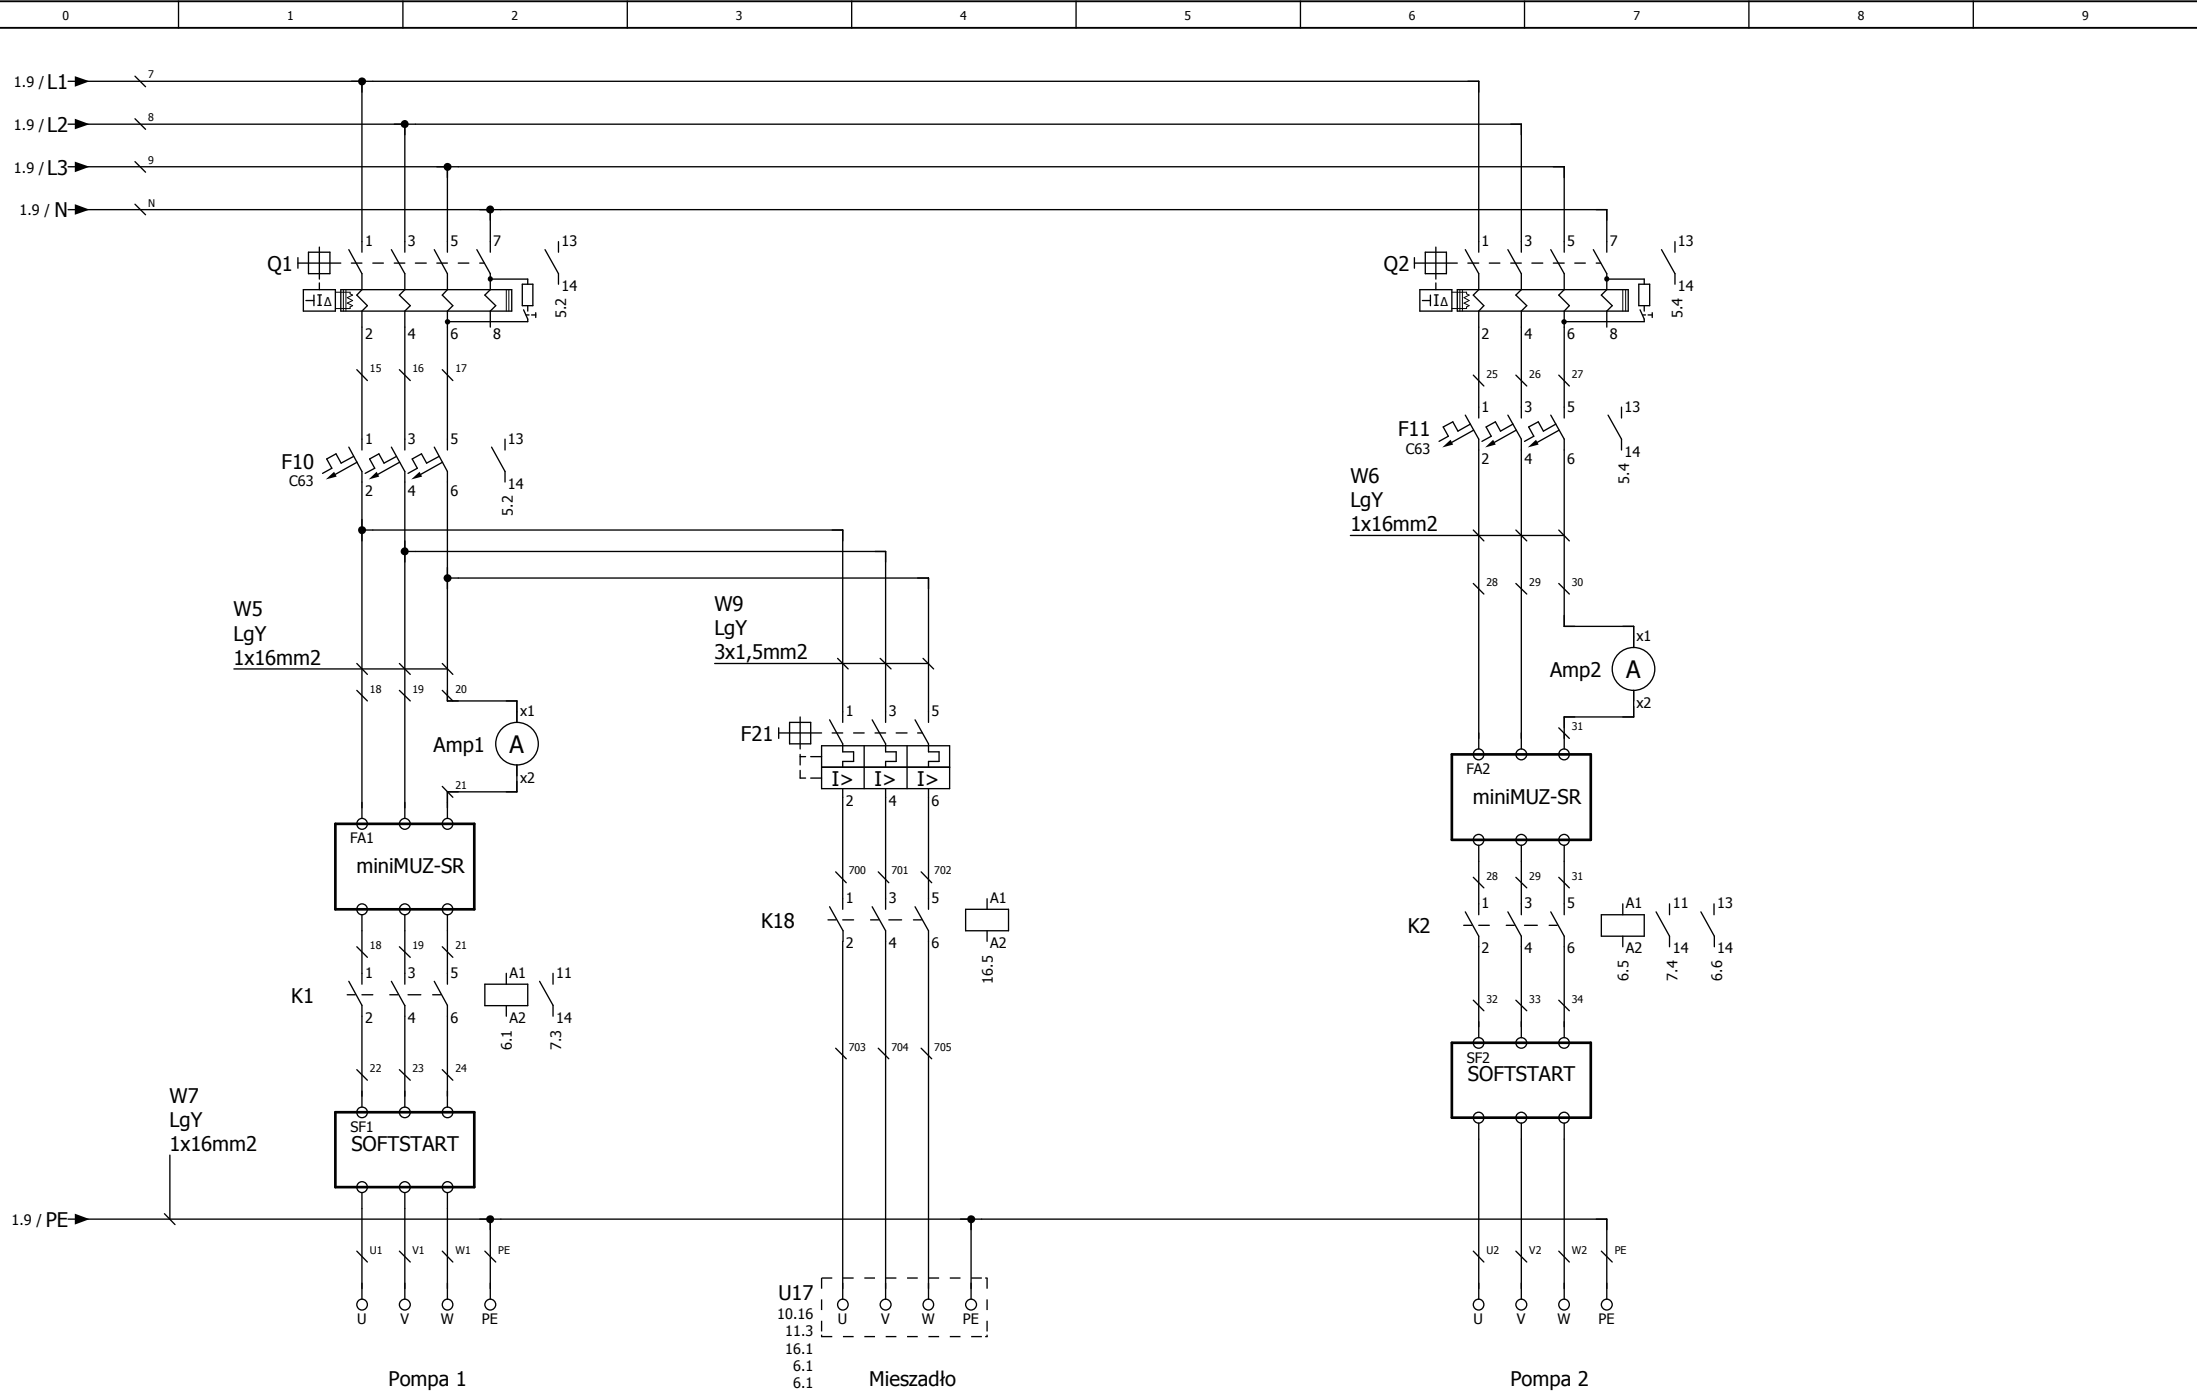 0 1 2 3 4 5 6 7 8 9
1.9 / L1 7
1.9 / L2 8
1.9 / L3 9
1.9 / N N
Q1 1 3 5 7 13
14
5.2
I∆
2 4 6 8
15 16 17
F10
C63
1 3 5 13
2 4 6 14
5.2
W5
LgY
1x16mm2
18 19 20
x1
Amp1 A
x2
21
FA1
miniMUZ-SR
18 19 21
K1
1 3 5 A1 11
2 4 6 A2 14
6.1 7.3
22 23 24
W7
LgY
1x16mm2
SF1
SOFTSTART
1.9 / PE
U1 V1 W1 PE
U V W PE
Pompa 1
W9
LgY
3x1,5mm2
F21
1 3 5
I> I> I>
2 4 6
700 701 702
K18
1 3 5 A1
2 4 6 A2
16.5
703 704 705
U17
10.16
11.3
16.1
6.1
6.1
U V W PE
Mieszadło
Q2 1 3 5 7 13
14
5.4
I∆
2 4 6 8
25 26 27
F11
C63
1 3 5 13
2 4 6 14
5.4
W6
LgY
1x16mm2
28 29 30
x1
Amp2 A
x2
31
FA2
miniMUZ-SR
28 29 31
K2
1 3 5 A1 11 13
2 4 6 A2 14 14
6.5 7.4 6.6
32 33 34
SF2
SOFTSTART
U2 V2 W2 PE
U V W PE
Pompa 2